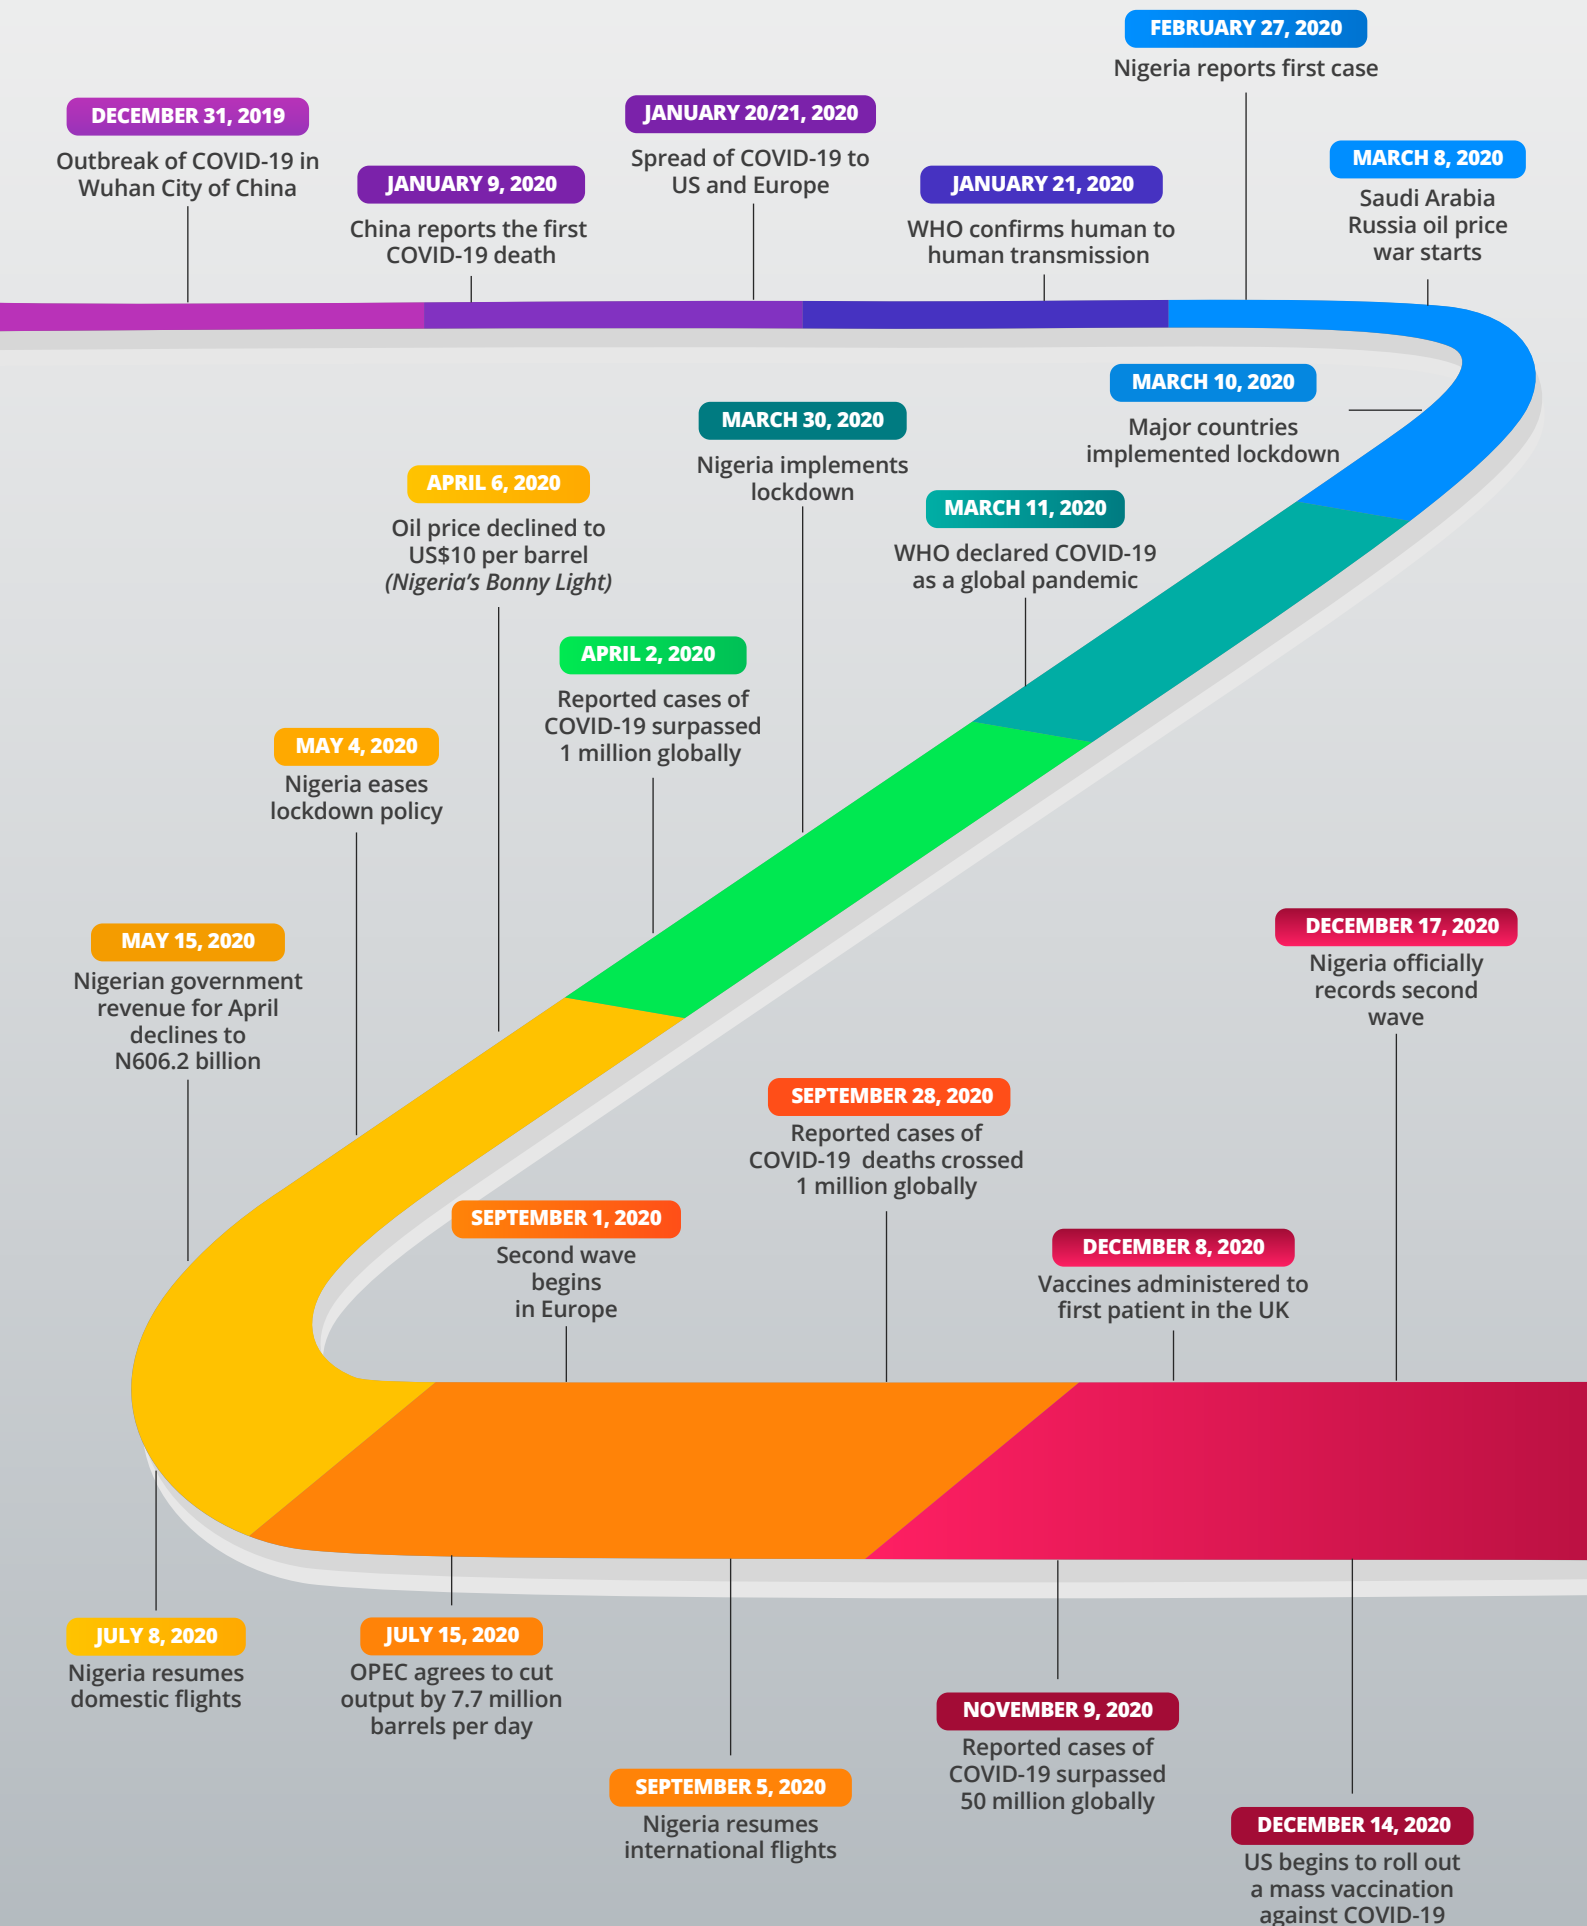 DECEMBER 31, 2019
Outbreak of COVID-19 in
Wuhan City of China
JANUARY 9, 2020
China reports the first
COVID-19 death
JANUARY 20/21, 2020
Spread of COVID-19 to
US and Europe
JANUARY 21, 2020
WHO confirms human to
human transmission
FEBRUARY 27, 2020
Nigeria reports first case
MARCH 8, 2020
Saudi Arabia
Russia oil price
war starts
MARCH 10, 2020
Major countries
implemented lockdown
MARCH 11, 2020
WHO declared COVID-19
as a global pandemic
MARCH 30, 2020
Nigeria implements
lockdown
APRIL 2, 2020
Reported cases of
COVID-19 surpassed
1 million globally
APRIL 6, 2020
Oil price declined to
US$10 per barrel
(Nigeria’s Bonny Light)
MAY 4, 2020
Nigeria eases
lockdown policy
MAY 15, 2020
Nigerian government
revenue for April
declines to
N606.2 billion
JULY 8, 2020
Nigeria resumes
domestic flights
JULY 15, 2020
OPEC agrees to cut
output by 7.7 million
barrels per day
SEPTEMBER 1, 2020
Second wave
begins
in Europe
SEPTEMBER 5, 2020
Nigeria resumes
international flights
SEPTEMBER 28, 2020
Reported cases of
COVID-19 deaths crossed
1 million globally
NOVEMBER 9, 2020
Reported cases of
COVID-19 surpassed
50 million globally
DECEMBER 8, 2020
Vaccines administered to
first patient in the UK
DECEMBER 14, 2020
US begins to roll out
a mass vaccination
against COVID-19
DECEMBER 17, 2020
Nigeria officially
records second
wave